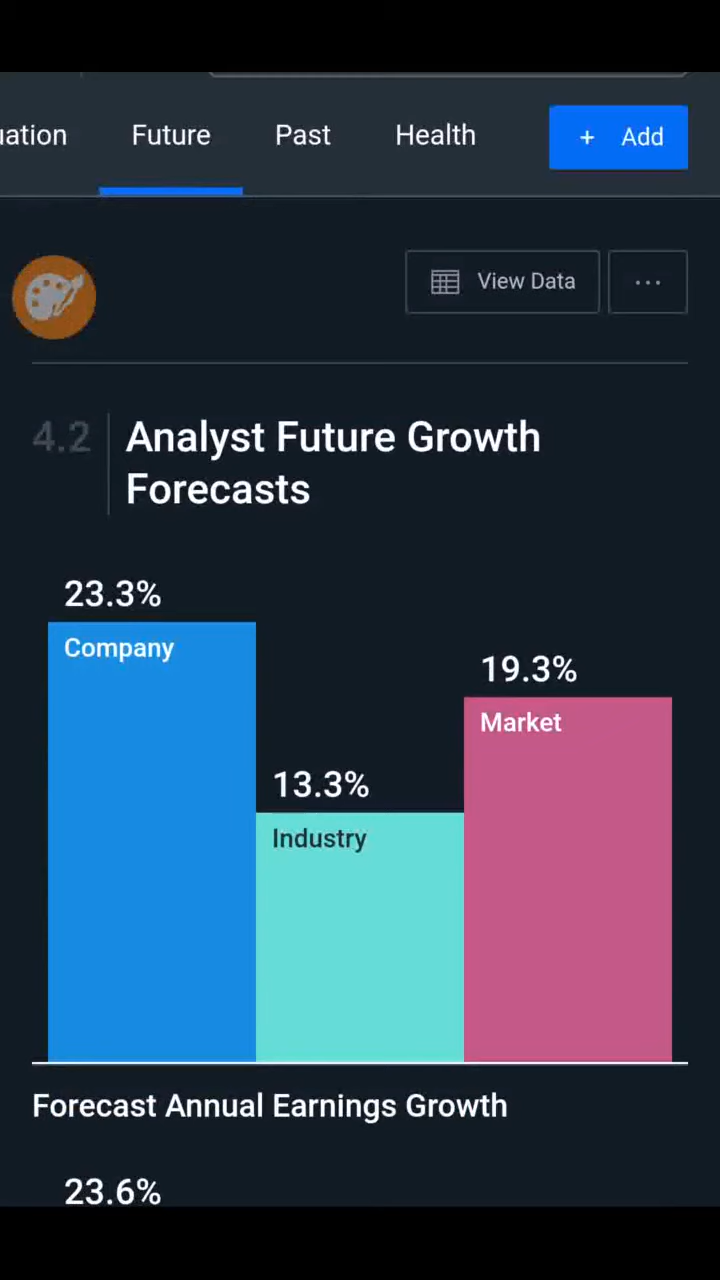 Future
Past
Health
+ Add
View Data
...
4.2
Analyst Future Growth
Forecasts
23.3%
Company
19.3%
Market
13.3%
Industry
Forecast Annual Earnings Growth
23.6%